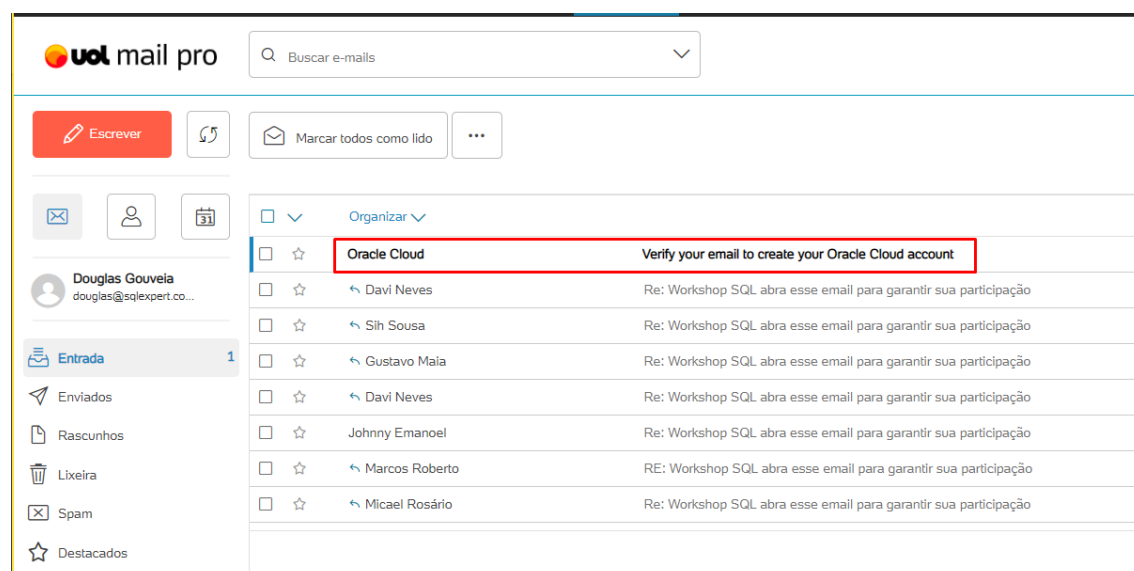 uol mail pro
Buscar e-mails
Escrever
Marcar todos como lido
31
Organizar
Oracle Cloud Verify your email to create your Oracle Cloud account
Douglas Gouveia
douglas@sqlexpert.co...
Davi Neves Re: Workshop SQL abra esse email para garantir sua participação
Sih Sousa Re: Workshop SQL abra esse email para garantir sua participação
Entrada 1
Gustavo Maia Re: Workshop SQL abra esse email para garantir sua participação
Enviados
Davi Neves Re: Workshop SQL abra esse email para garantir sua participação
Rascunhos
Johnny Emanoel Re: Workshop SQL abra esse email para garantir sua participação
Lixeira
Marcos Roberto RE: Workshop SQL abra esse email para garantir sua participação
Spam
Micael Rosário Re: Workshop SQL abra esse email para garantir sua participação
Destacados